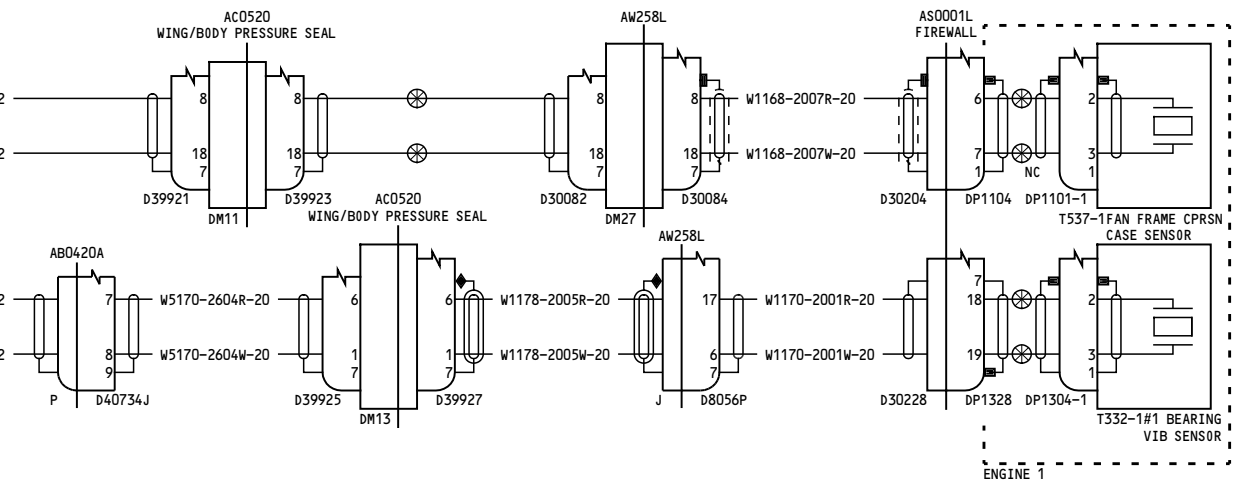 AC0520
WING/BODY PRESSURE SEAL
AW258L
AS0001L
FIREWALL
2 8 8 8 8 W1168-2007R-20 6 2
2 18 18 18 18 W1168-2007W-20 7 3
7 7 7 7 1 NC 1
D39921 D39923 D30082 D30084 D30204 DP1104 DP1101-1
DM11 DM27
T537-1FAN FRAME CPRSN
CASE SENSOR
AC0520
WING/BODY PRESSURE SEAL
AW258L
AB0420A
7
2 7 W5170-2604R-20 6 6 W1178-2005R-20 17 W1170-2001R-20 18 2
2 8 W5170-2604W-20 1 1 W1178-2005W-20 6 W1170-2001W-20 19 3
9 7 7 7 1
P D40734J D39925 D39927 J D8056P D30228 DP1328 DP1304-1
DM13
T332-1#1 BEARING
VIB SENSOR
ENGINE 1